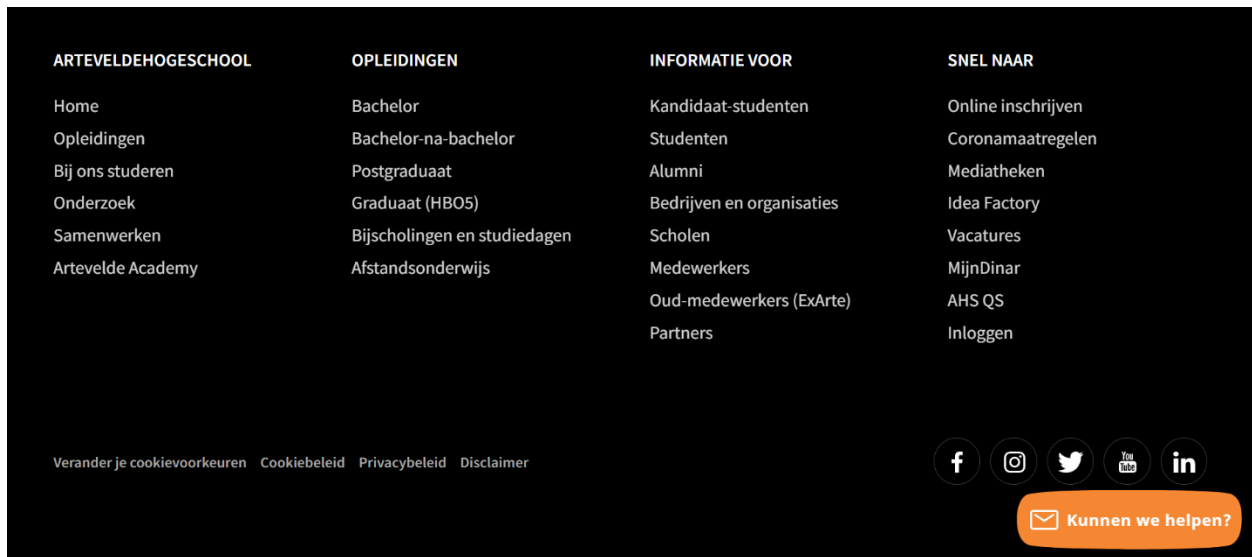 ARTEVELDEHOGESCHOOL
Home
Opleidingen
Bij ons studeren
Onderzoek
Samenwerken
Artevelde Academy
OPLEIDINGEN
Bachelor
Bachelor-na-bachelor
Postgraduaat
Graduaat (HBO5)
Bijscholingen en studiedagen
Afstandsonderwijs
INFORMATIE VOOR
Kandidaat-studenten
Studenten
Alumni
Bedrijven en organisaties
Scholen
Medewerkers
Oud-medewerkers (ExArte)
Partners
SNEL NAAR
Online inschrijven
Coronamaatregelen
Mediatheken
Idea Factory
Vacatures
MijnDinar
AHS QS
Inloggen
Verander je cookievoorkeuren Cookiebeleid Privacybeleid Disclaimer
You
Tube
Kunnen we helpen?